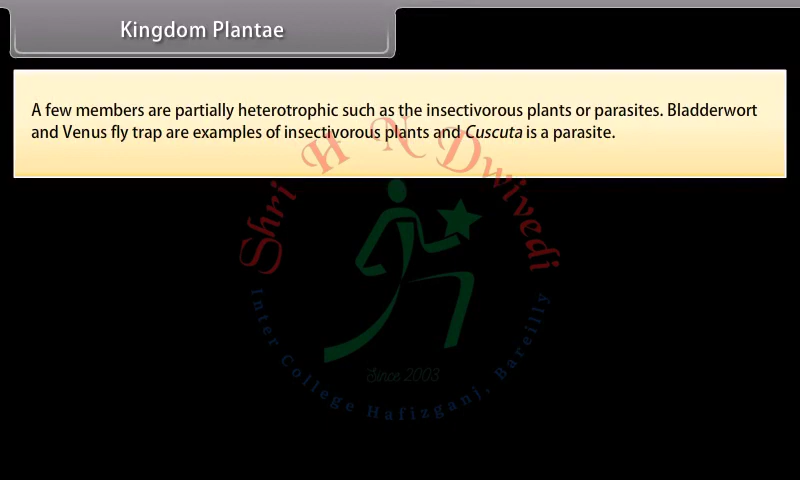 Kingdom Plantae
A few members are partially heterotrophic such as the insectivorous plants or parasites. Bladderwort
and Venus fly trap are examples of insectivorous plants and Cuscuta is a parasite.
Shri H N Dwivedi
Since 2003
Inter College Hafizganj, Bareilly